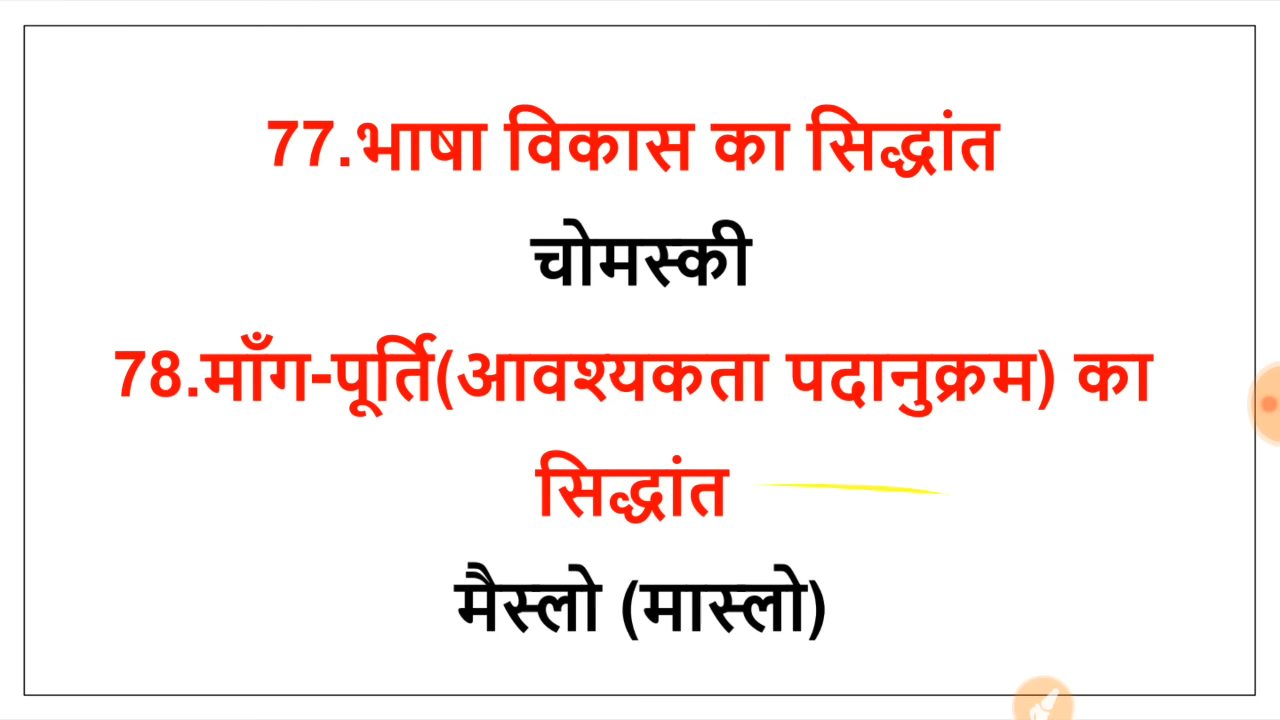 77.भाषा विकास का सिद्धांत
चोमस्की
78.माँग-पूर्ति(आवश्यकता पदानुक्रम) का
सिद्धांत
मैस्लो (मास्लो)